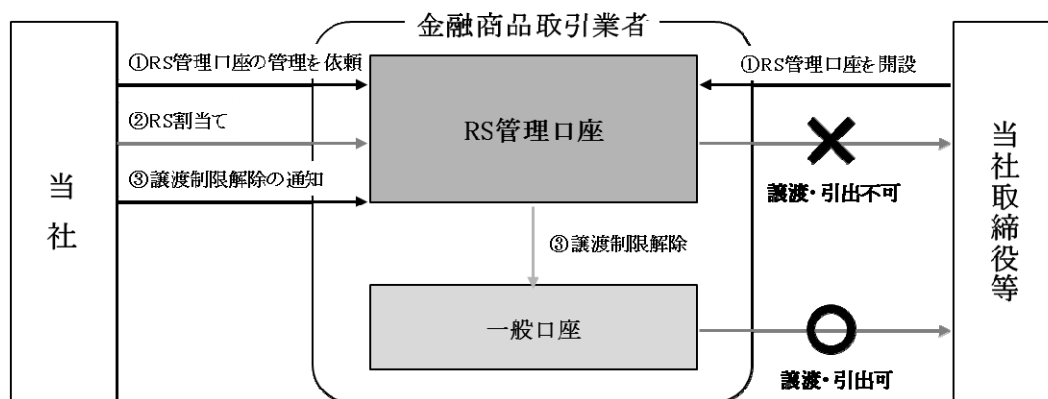 金融商品取引業者
①RS管理口座の管理を依頼
①RS管理口座を開設
②RS割当て
RS管理口座
③譲渡制限解除の通知
譲渡・引出不可
当社
当社取締役等
③譲渡制限解除
一般口座
譲渡・引出可